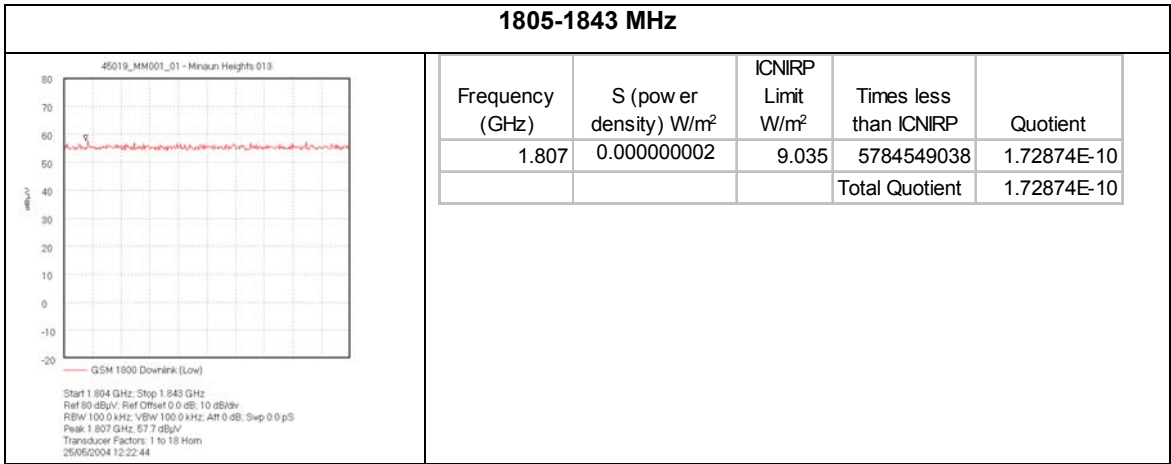 1805-1843 MHz
45019_MM001_01 - Minaun Heights 013
80
70
60
50
40
30
20
10
0
-10
-20
dBµV
GSM 1800 Downlink (Low)
Start 1.804 GHz; Stop 1.843 GHz
Ref 80 dBµV; Ref Offset 0.0 dB; 10 dB/div
RBW 100.0 kHz; VBW 100.0 kHz; Att 0 dB; Swp 0.0 pS
Peak 1.807 GHz, 57.7 dBµV
Transducer Factors: 1 to 18 Horn
25/05/2004 12:22:44
Frequency (GHz) S (pow er density) W/m² ICNIRP Limit W/m² Times less than ICNIRP Quotient
1.807 0.000000002 9.035 5784549038 1.72874E-10
Total Quotient 1.72874E-10